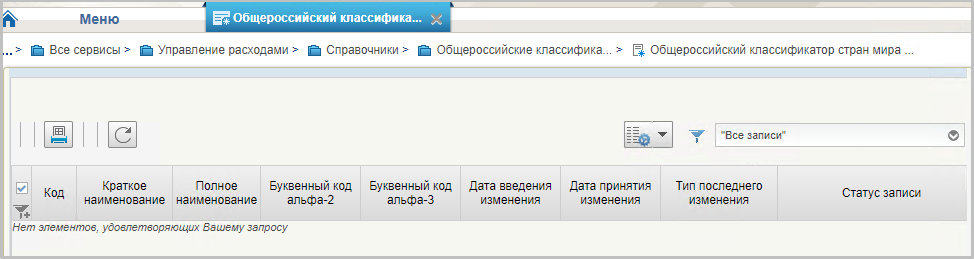 Меню
Общероссийский классифика...
... > Все сервисы > Управление расходами > Справочники > Общероссийские классифика... > Общероссийский классификатор стран мира ...
"Все записи"
Код
Краткое
наименование
Полное
наименование
Буквенный код
альфа-2
Буквенный код
альфа-3
Дата введения
изменения
Дата принятия
изменения
Тип последнего
изменения
Статус записи
Нет элементов, удовлетворяющих Вашему запросу